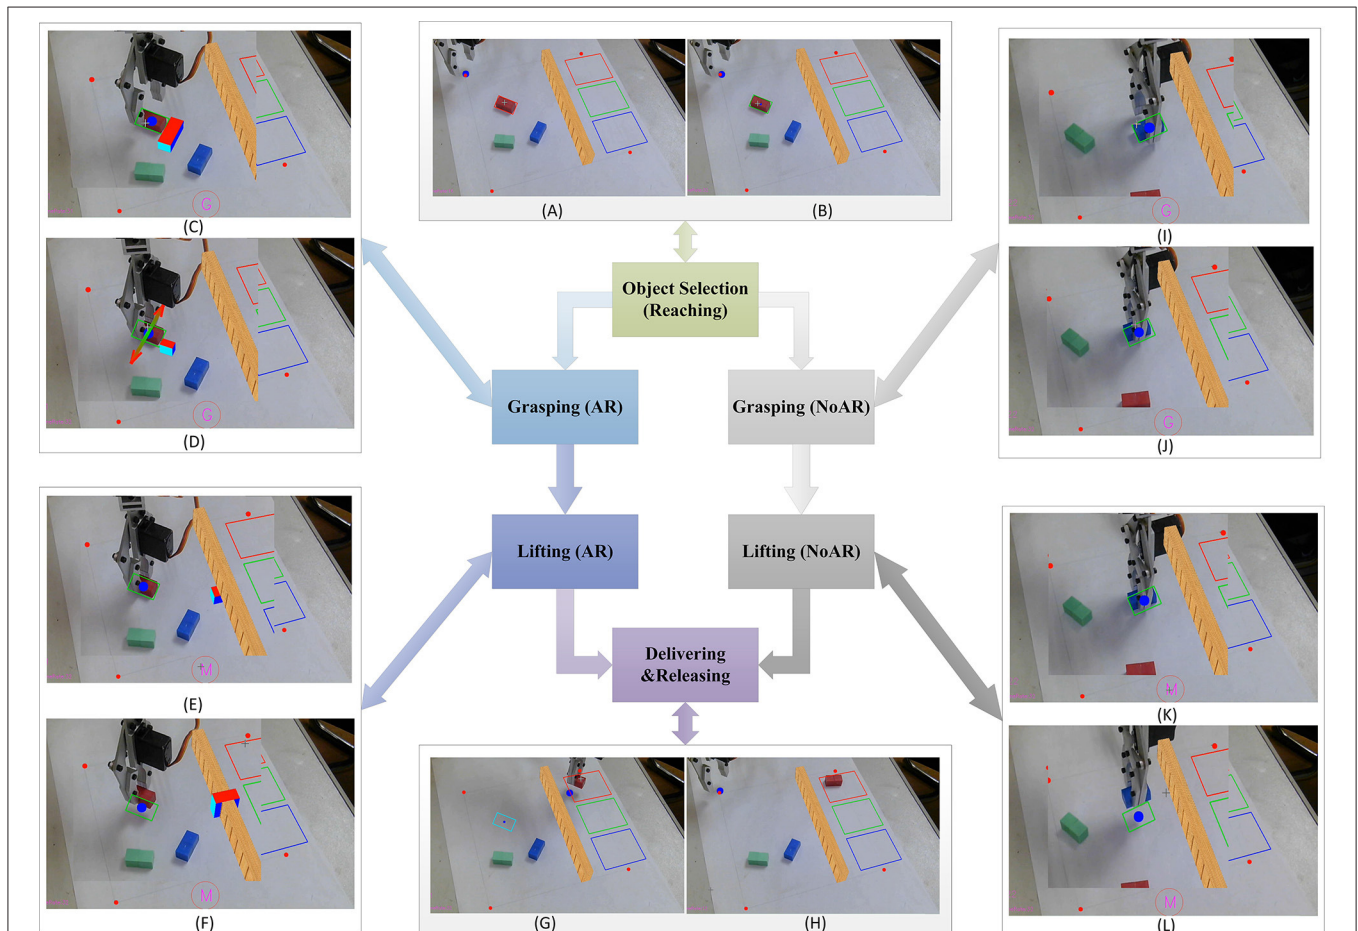 (A)
(B)
G
(C)
G
(D)
G
(I)
G
(J)
Object Selection
(Reaching)
Grasping (AR)
Grasping (NoAR)
Lifting (AR)
Lifting (NoAR)
Delivering
&Releasing
M
(E)
M
(F)
(G)
(H)
M
(K)
M
(L)